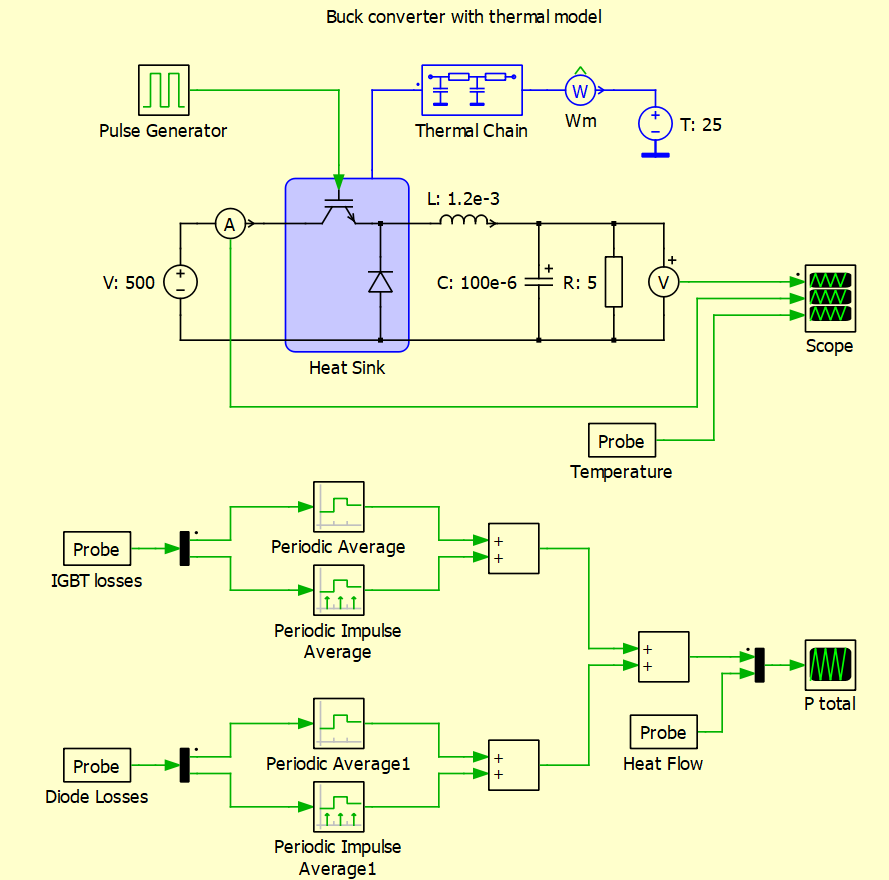 Buck converter with thermal model
Pulse Generator
Thermal Chain
W
Wm
T: 25
A
L: 1.2e-3
V: 500
C: 100e-6
R: 5
V
Heat Sink
Scope
Probe
Temperature
Probe
IGBT losses
Periodic Average
Periodic Impulse
Average
Probe
Diode Losses
Periodic Average1
Periodic Impulse
Average1
Probe
Heat Flow
P total